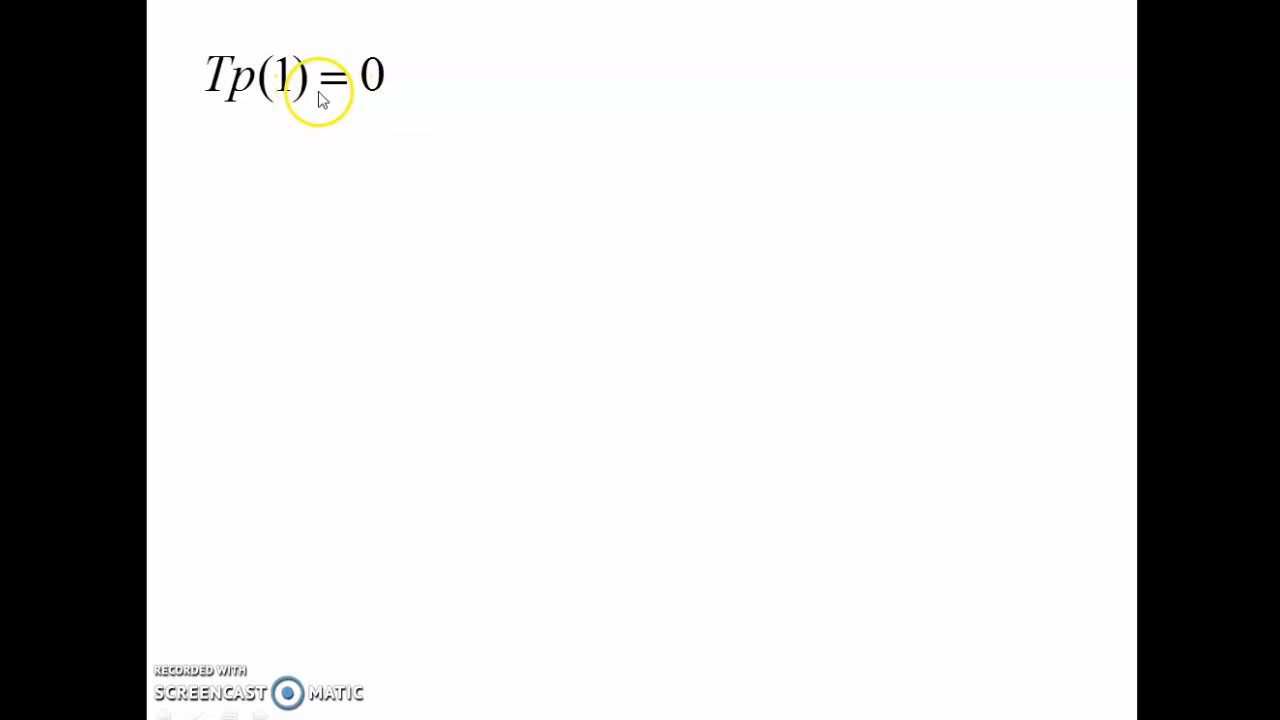 Tp(1) = 0
RECORDED WITH
SCREENCAST MATIC